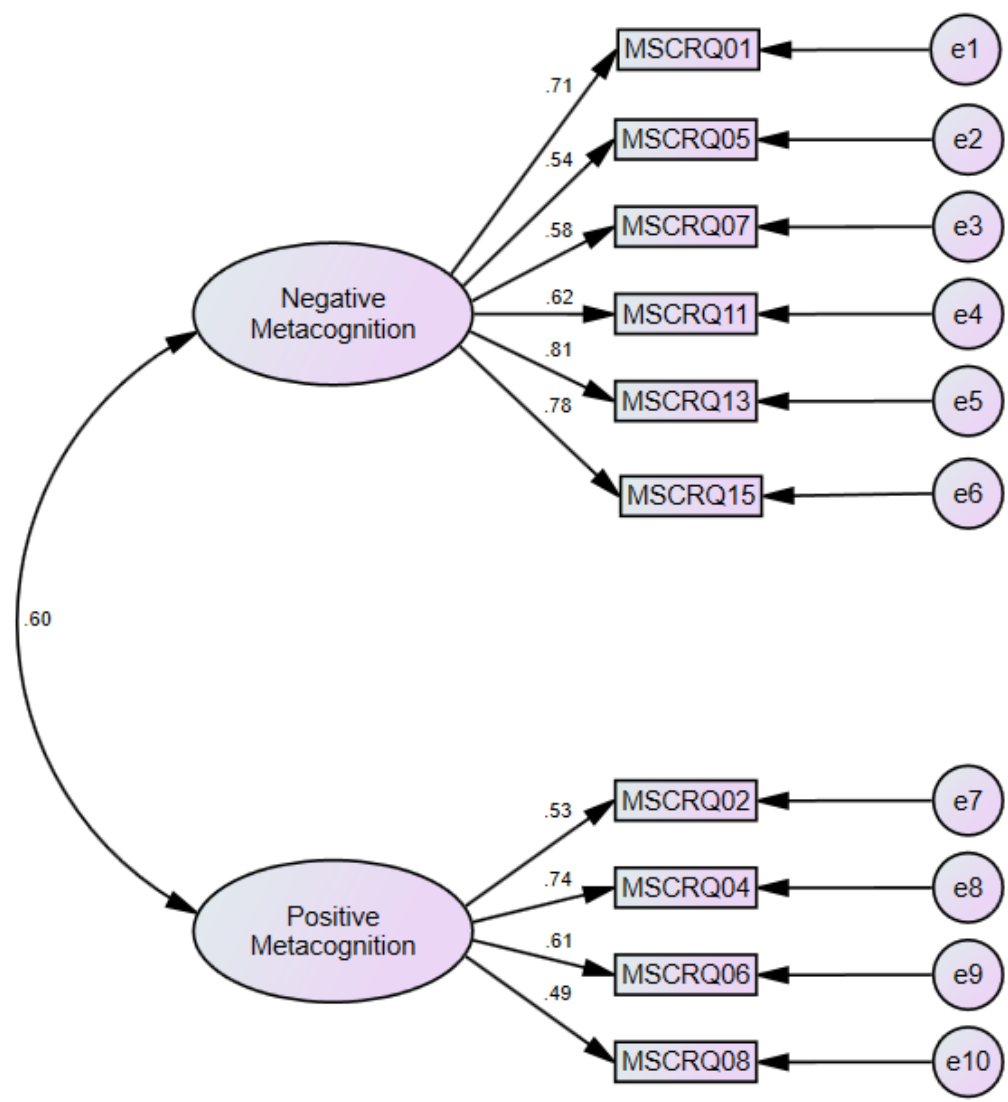 MSCRQ01
e1
.71
MSCRQ05
e2
.54
MSCRQ07
e3
.58
MSCRQ11
e4
.62
MSCRQ13
e5
.81
MSCRQ15
e6
.78
Negative
Metacognition
.60
MSCRQ02
e7
.53
MSCRQ04
e8
.74
MSCRQ06
e9
.61
MSCRQ08
e10
.49
Positive
Metacognition